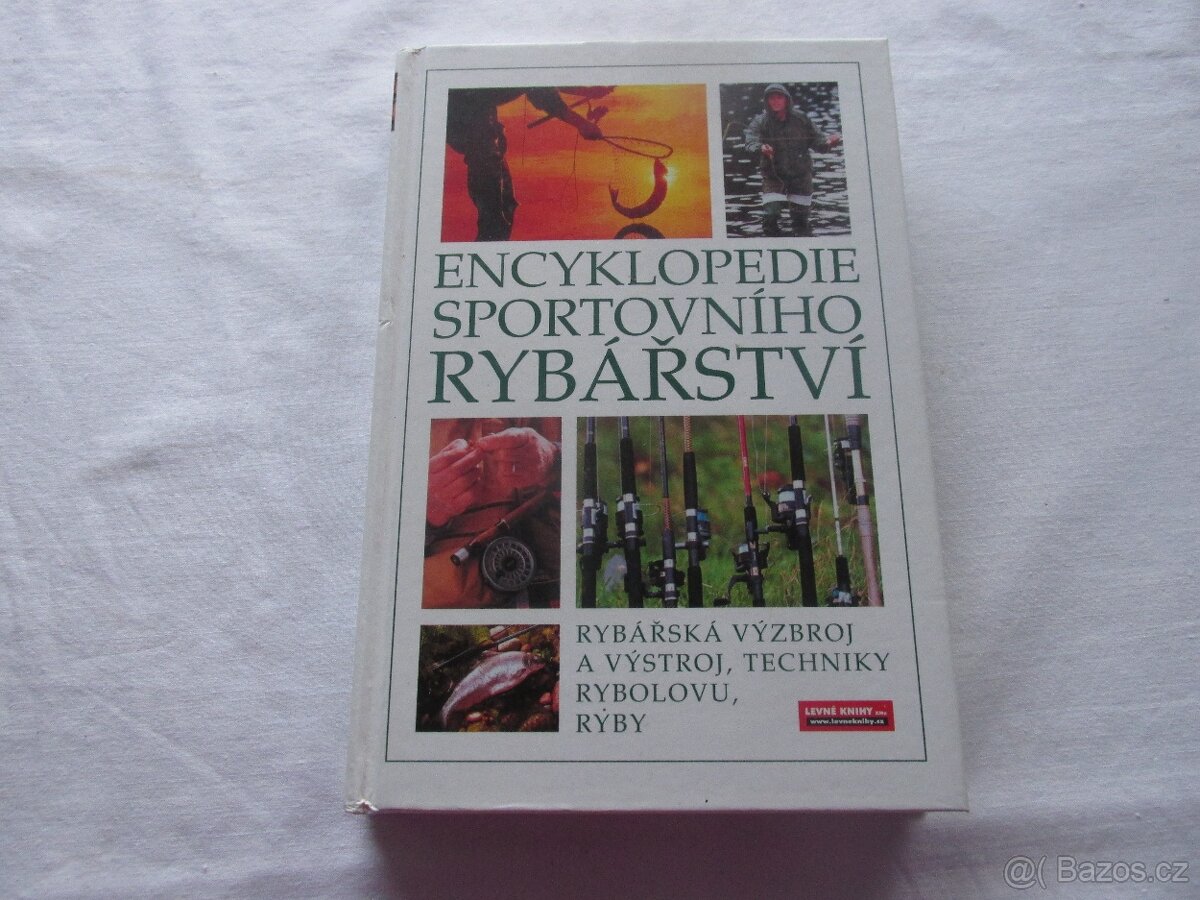 ENCYKLOPEDIE
SPORTOVNÍHO
RYBÁŘSTVÍ
RYBÁŘSKÁ VÝZBROJ
A VÝSTROJ, TECHNIKY
RYBOLOVU,
RYBY
LEVNÉ KNIHY
www.levneknihy.cz
@( Bazos.cz